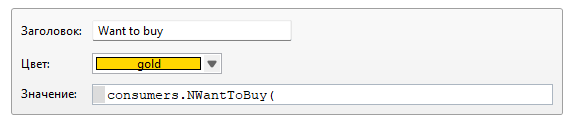 Заголовок: Want to buy
Цвет: gold
Значение: consumers.NWantToBuy(